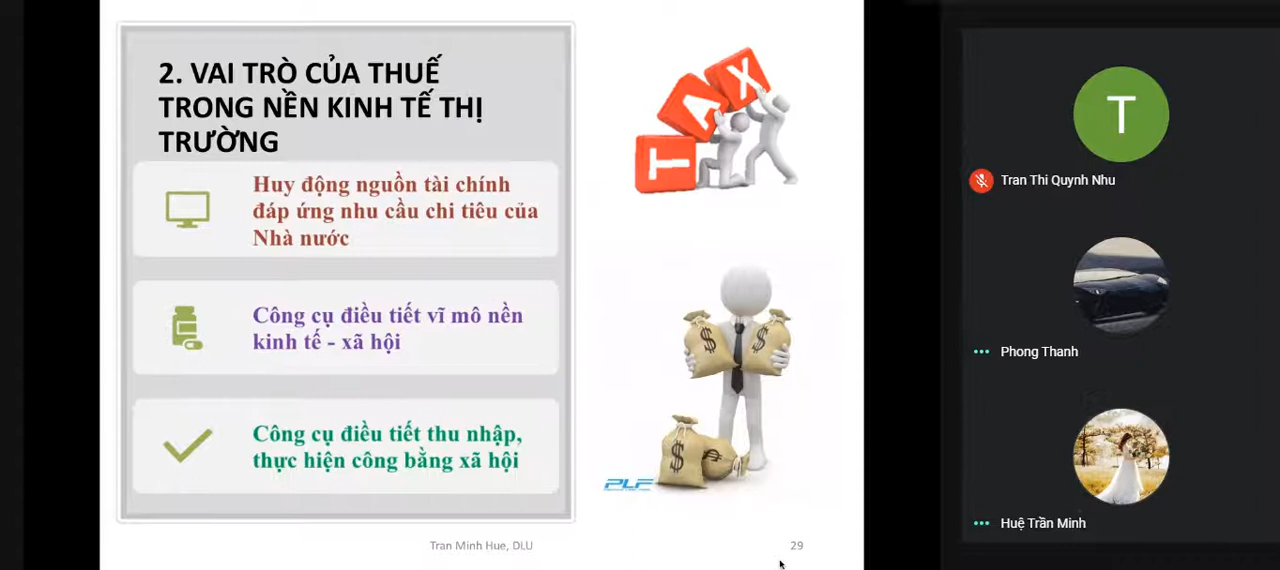 2. VAI TRÒ CỦA THUẾ
TRONG NỀN KINH TẾ THỊ
TRƯỜNG
Huy động nguồn tài chính
đáp ứng nhu cầu chi tiêu của
Nhà nước
Công cụ điều tiết vĩ mô nền
kinh tế - xã hội
Công cụ điều tiết thu nhập,
thực hiện công bằng xã hội
TAX
$ $
$ $
PLF
Tran Minh Hue, DLU
29
T
Tran Thi Quynh Nhu
Phong Thanh
Huệ Trần Minh